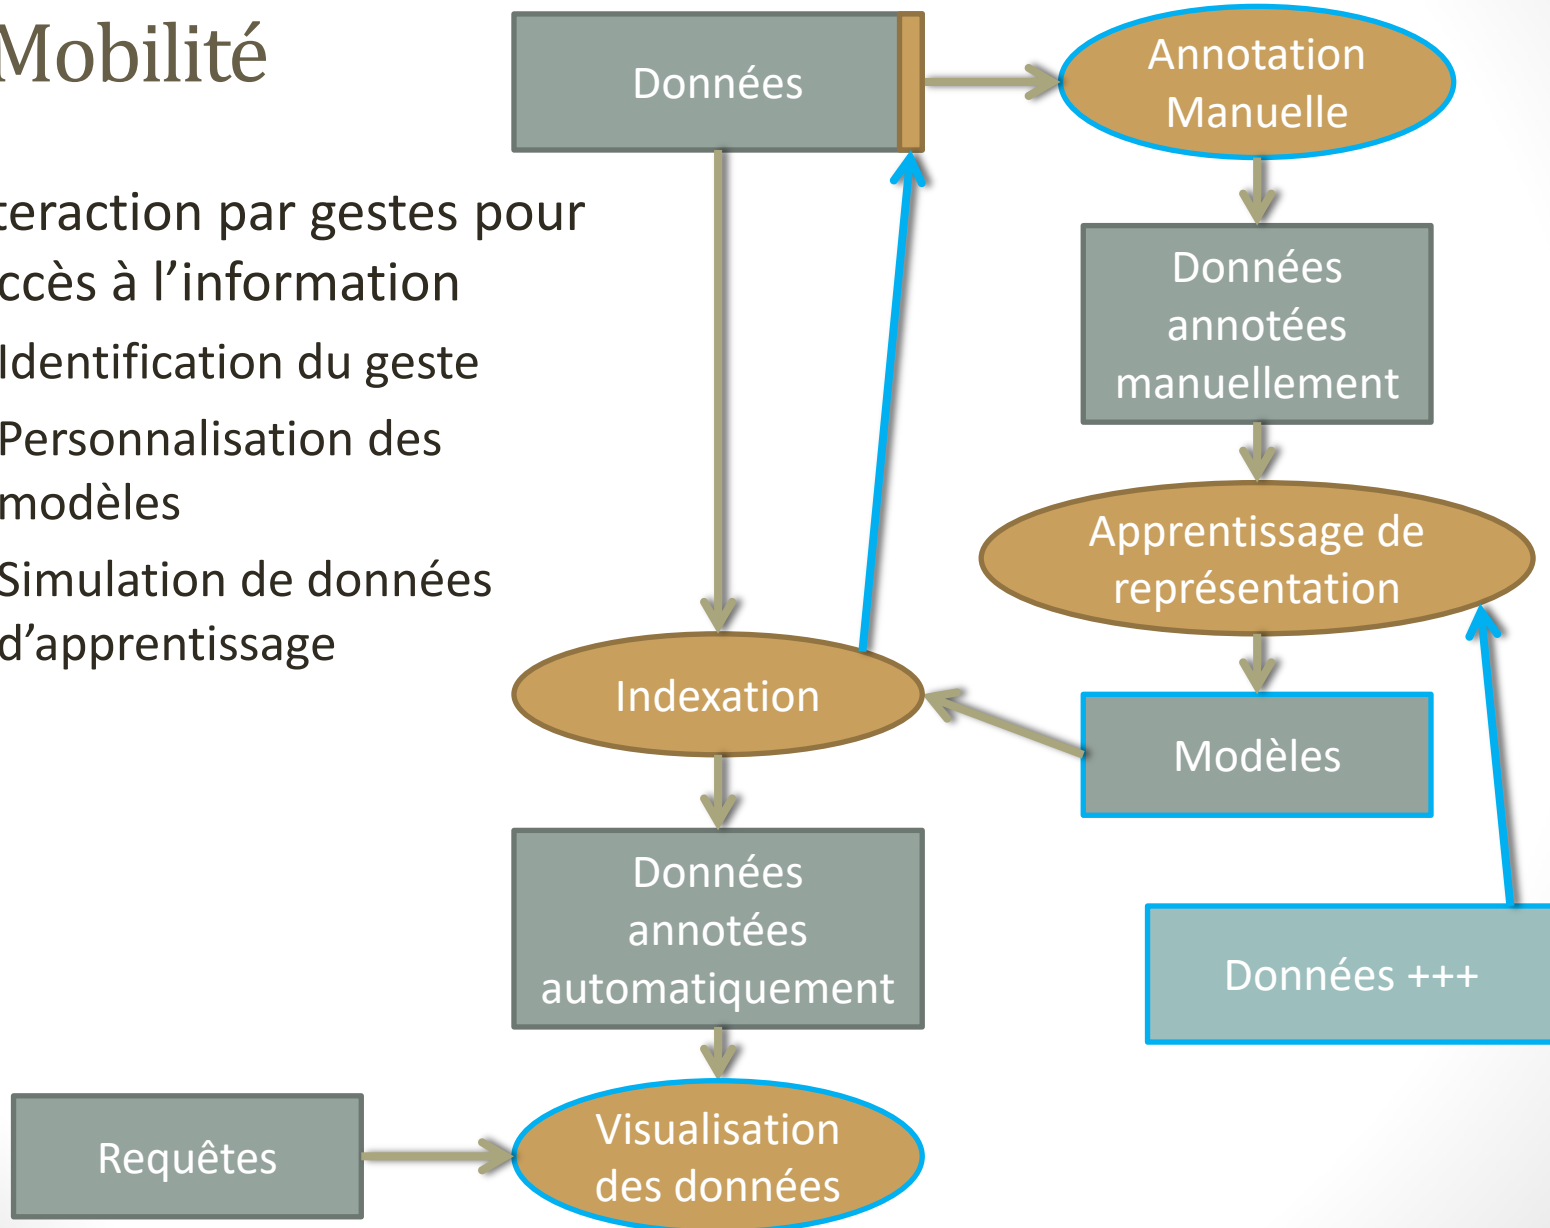 Mobilité
teraction par gestes pour
ccès à l’information
Identification du geste
Personnalisation des
modèles
Simulation de données
d’apprentissage
Données
Annotation
Manuelle
Données
annotées
manuellement
Apprentissage de
représentation
Indexation
Modèles
Données
annotées
automatiquement
Données +++
Requêtes
Visualisation
des données